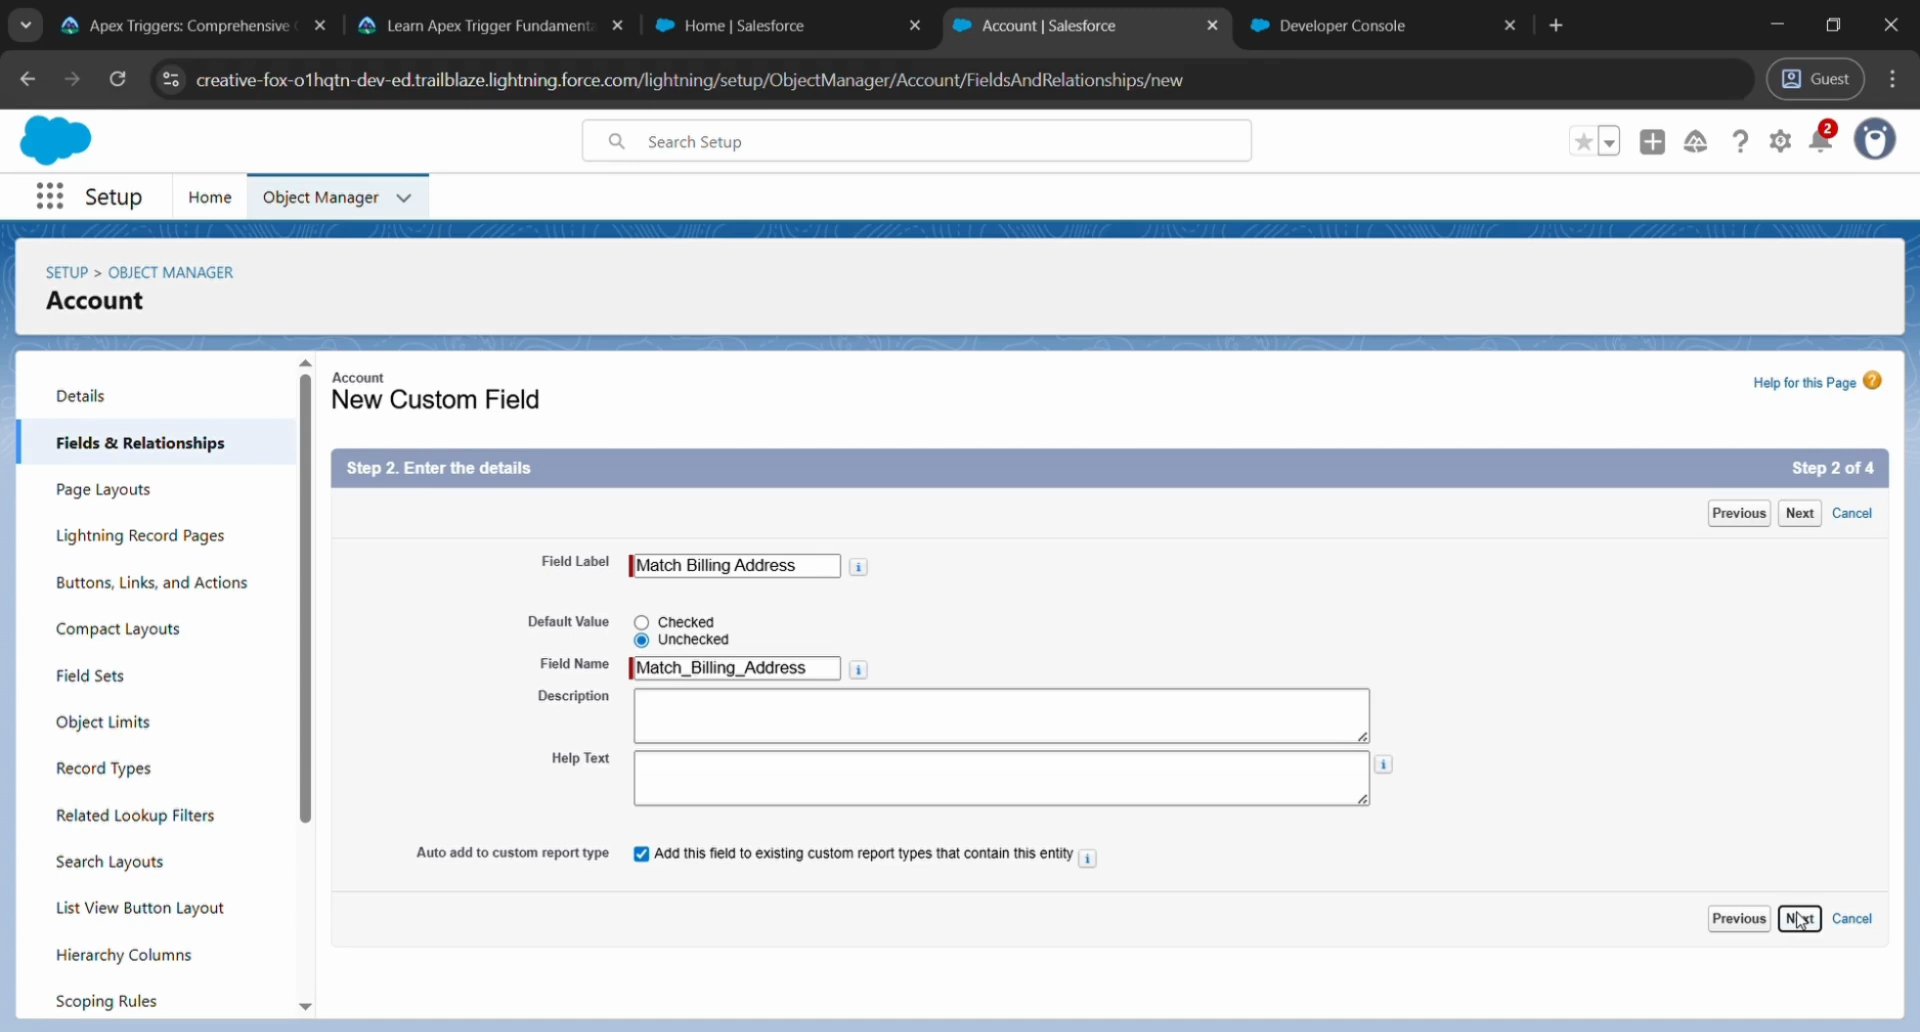 Apex Triggers: Comprehensive
Learn Apex Trigger Fundament
Home | Salesforce
Account | Salesforce
Developer Console
creative-fox-o1hqtn-dev-ed.trailblaze.lightning.force.com/lightning/setup/ObjectManager/Account/FieldsAndRelationships/new
Guest
Search Setup
2
Setup
Home
Object Manager
SETUP > OBJECT MANAGER
Account
Details
Fields & Relationships
Page Layouts
Lightning Record Pages
Buttons, Links, and Actions
Compact Layouts
Field Sets
Object Limits
Record Types
Related Lookup Filters
Search Layouts
List View Button Layout
Hierarchy Columns
Scoping Rules
Account
New Custom Field
Help for this Page ?
Step 2. Enter the details
Step 2 of 4
Previous Next Cancel
Field Label Match Billing Address i
Default Value Checked
Unchecked
Field Name Match_Billing_Address i
Description
Help Text i
Auto add to custom report type Add this field to existing custom report types that contain this entity i
Previous Next Cancel